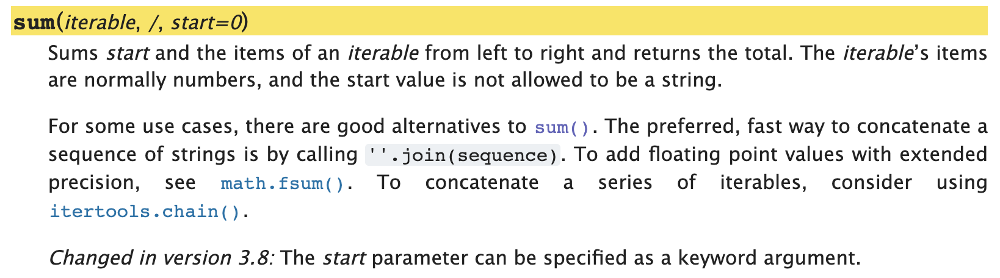 sum(iterable, /, start=0)
Sums start and the items of an iterable from left to right and returns the total. The iterable’s items
are normally numbers, and the start value is not allowed to be a string.
For some use cases, there are good alternatives to sum(). The preferred, fast way to concatenate a
sequence of strings is by calling ''.join(sequence). To add floating point values with extended
precision, see math.fsum(). To concatenate a series of iterables, consider using
itertools.chain().
Changed in version 3.8: The start parameter can be specified as a keyword argument.